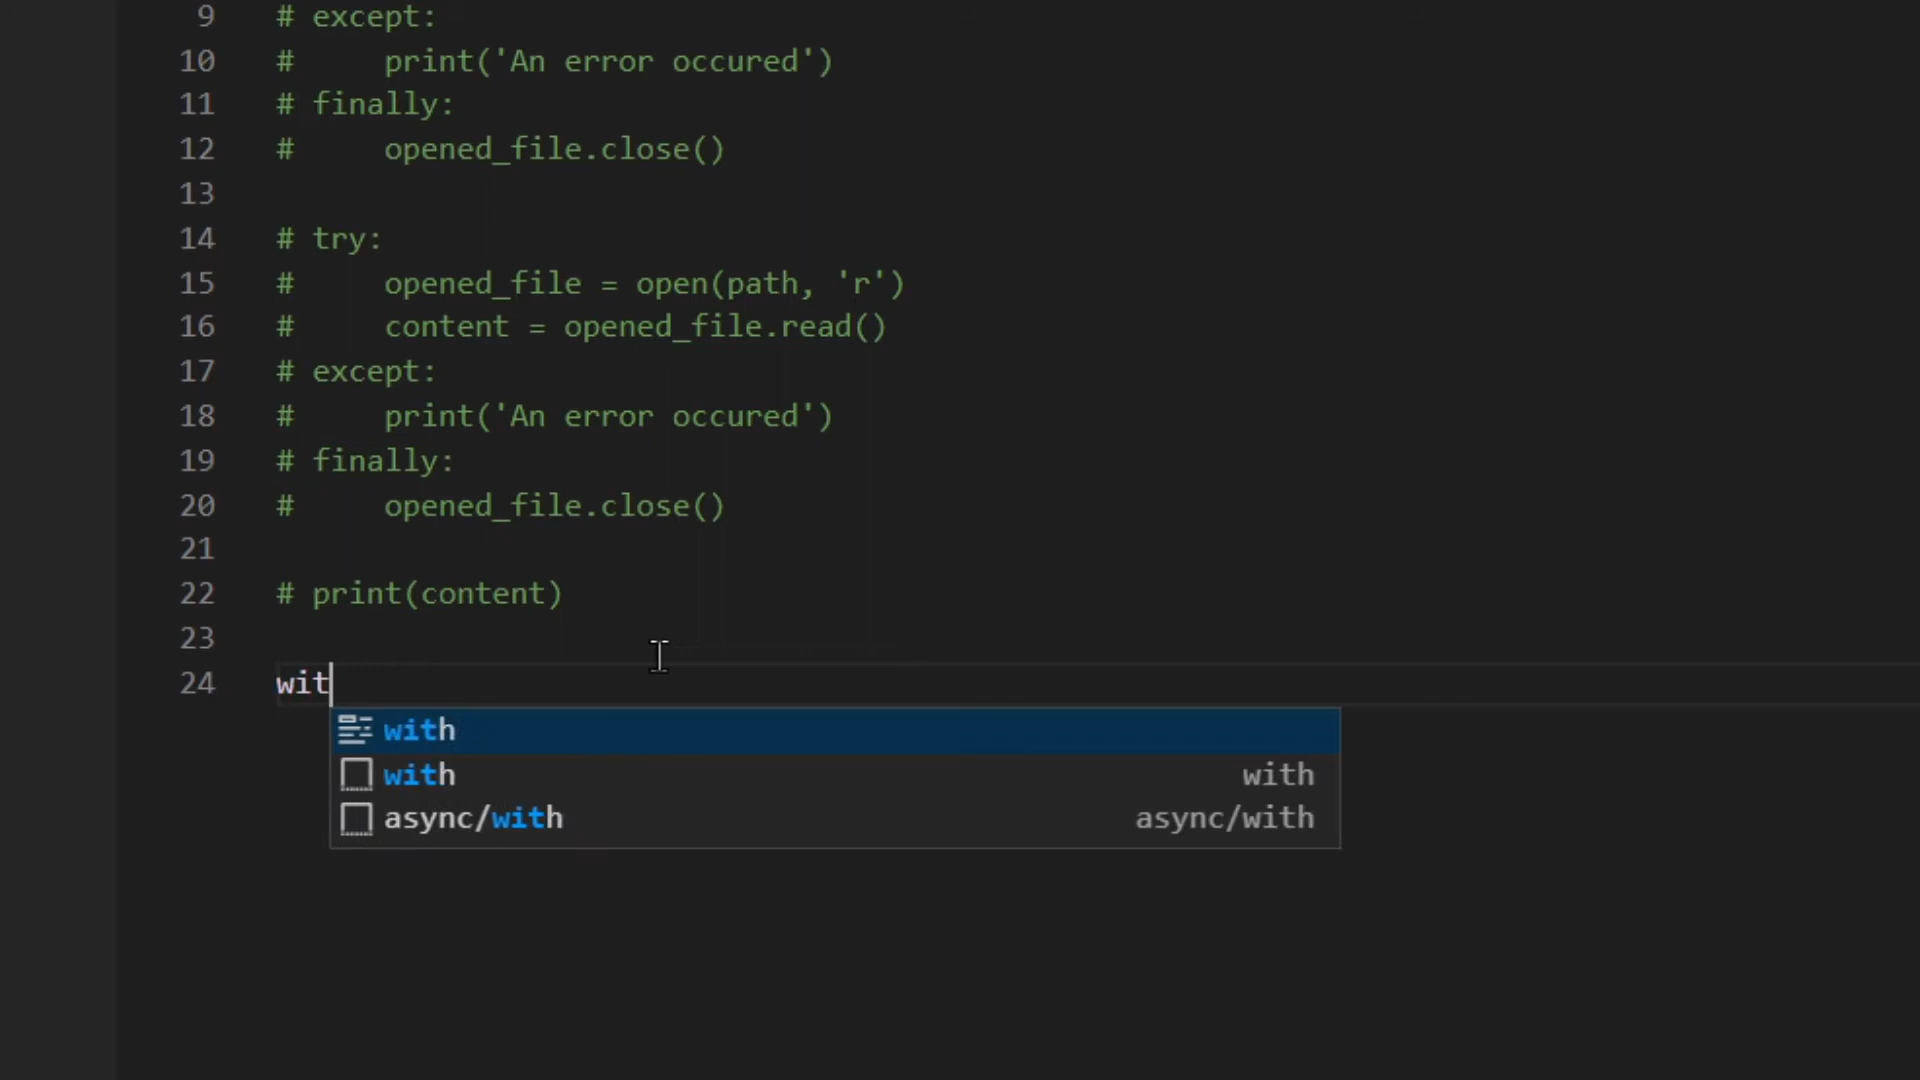 9 # except:
10 #     print('An error occured')
11 # finally:
12 #     opened_file.close()
13
14 # try:
15 #     opened_file = open(path, 'r')
16 #     content = opened_file.read()
17 # except:
18 #     print('An error occured')
19 # finally:
20 #     opened_file.close()
21
22 # print(content)
23
24 wit
with
with with
async/with async/with